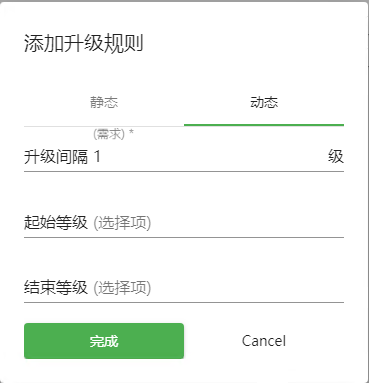 添加升级规则
静态 动态
(需求) *
升级间隔 1 级
起始等级 (选择项)
结束等级 (选择项)
完成 Cancel